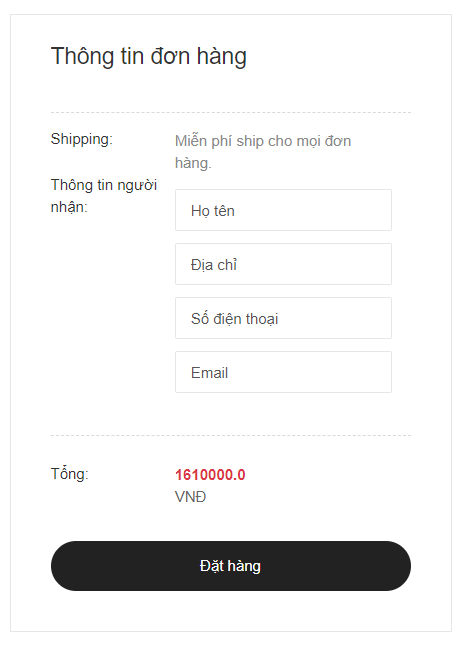 Thông tin đơn hàng
Shipping:
Miễn phí ship cho mọi đơn
hàng.
Thông tin người
nhận:
Họ tên
Địa chỉ
Số điện thoại
Email
Tổng:
1610000.0
VNĐ
Đặt hàng